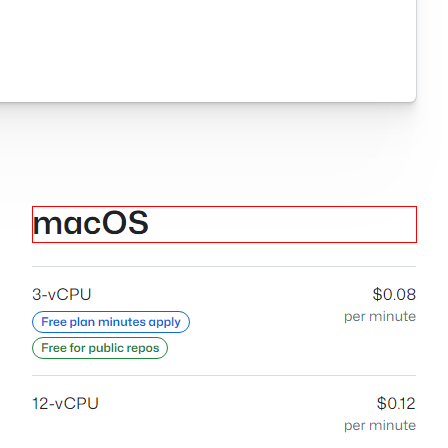 macOS
3-vCPU
$0.08
Free plan minutes apply
per minute
Free for public repos
12-vCPU
$0.12
per minute